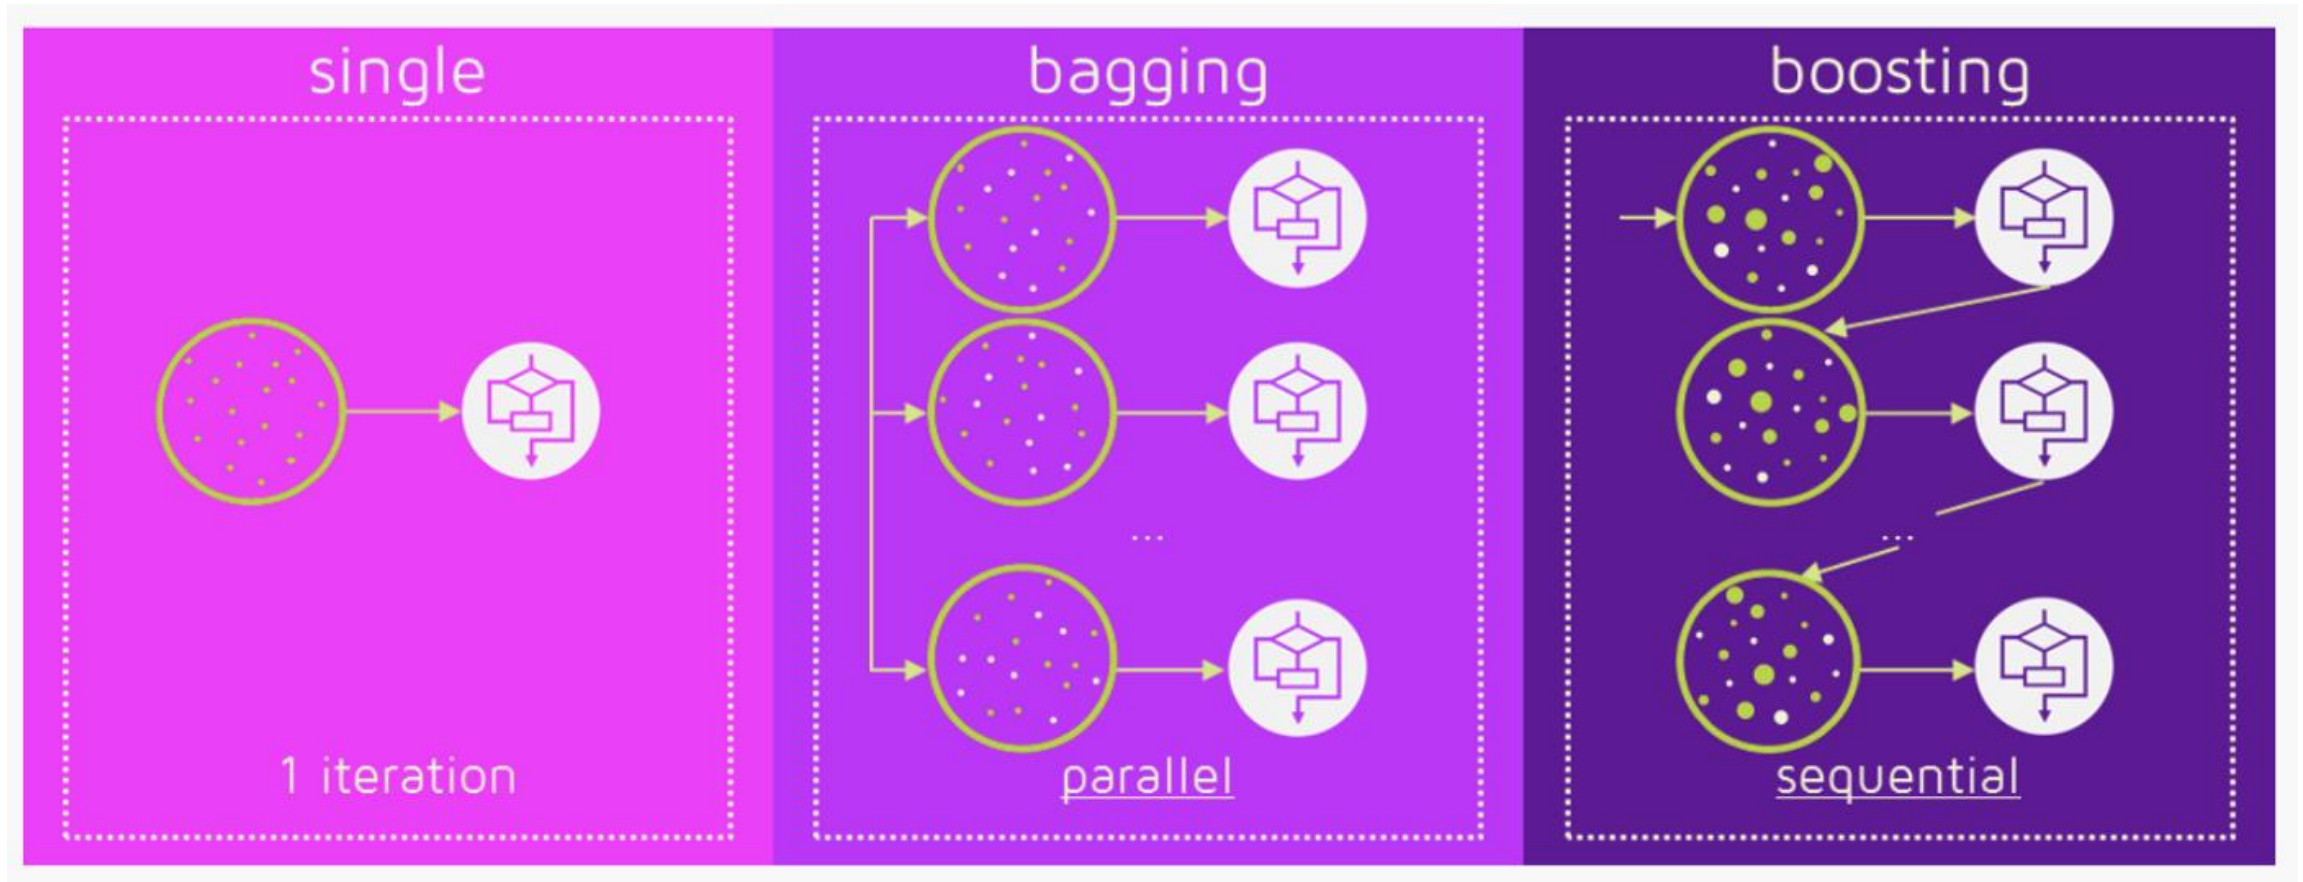 single
1 iteration
bagging
...
parallel
boosting
...
sequential